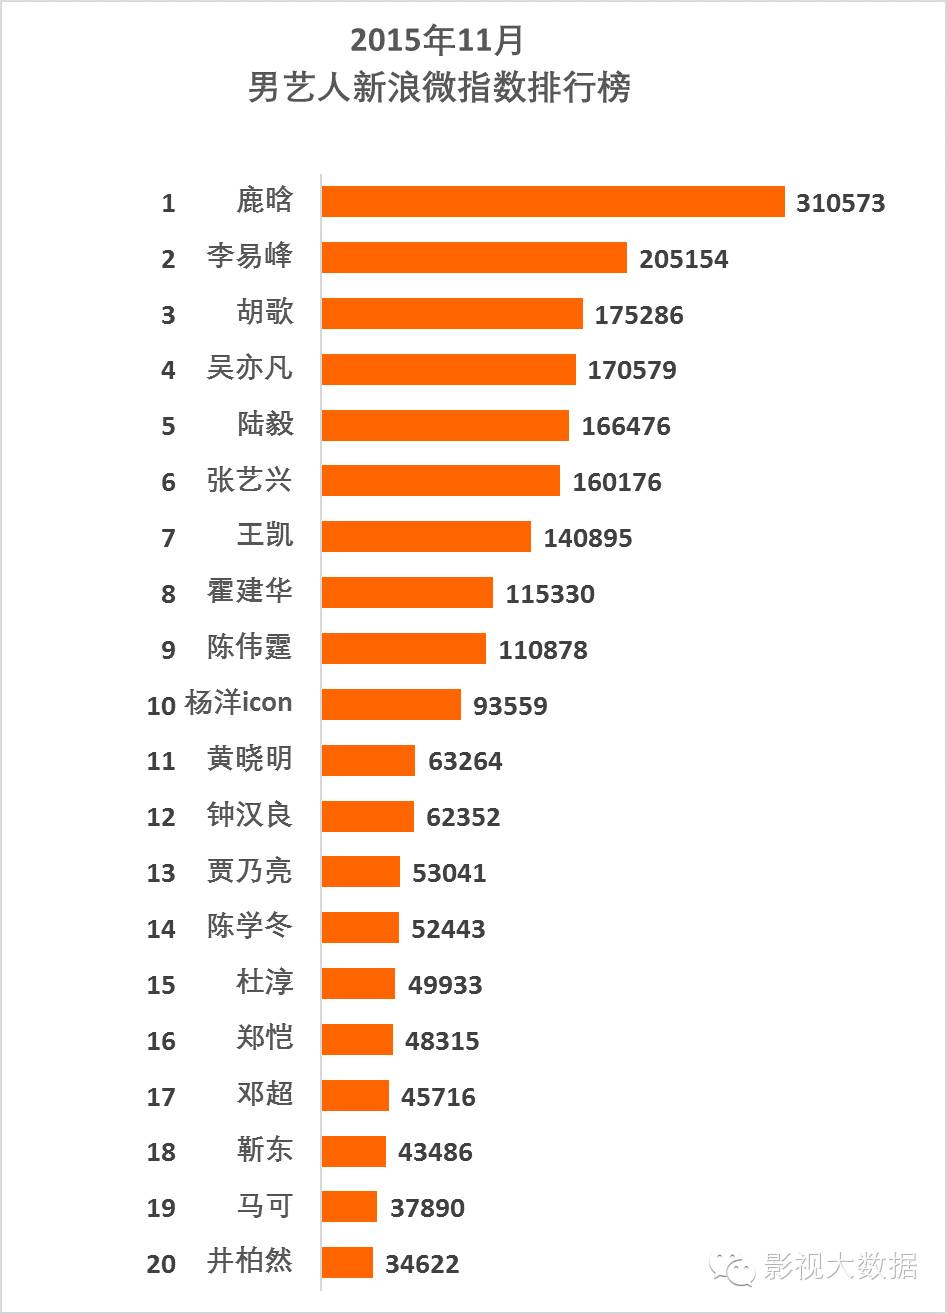 2015年11月
男艺人新浪微指数排行榜
1 鹿晗 310573
2 李易峰 205154
3 胡歌 175286
4 吴亦凡 170579
5 陆毅 166476
6 张艺兴 160176
7 王凯 140895
8 霍建华 115330
9 陈伟霆 110878
10 杨洋icon 93559
11 黄晓明 63264
12 钟汉良 62352
13 贾乃亮 53041
14 陈学冬 52443
15 杜淳 49933
16 郑恺 48315
17 邓超 45716
18 靳东 43486
19 马可 37890
20 井柏然 34622
影视大数据